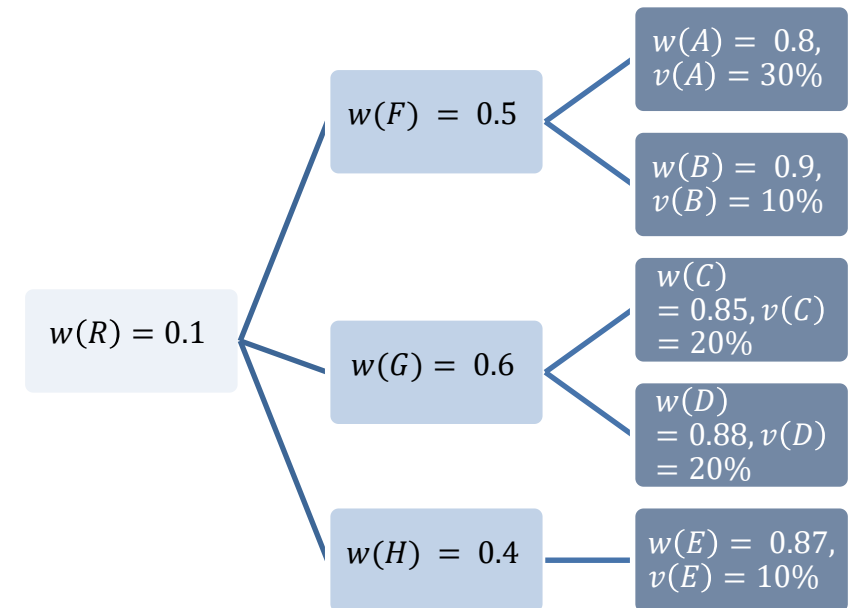 w(R) = 0.1
w(F) = 0.5
w(G) = 0.6
w(H) = 0.4
w(A) = 0.8,
v(A) = 30%
w(B) = 0.9,
v(B) = 10%
w(C)
= 0.85, v(C)
= 20%
w(D)
= 0.88, v(D)
= 20%
w(E) = 0.87,
v(E) = 10%